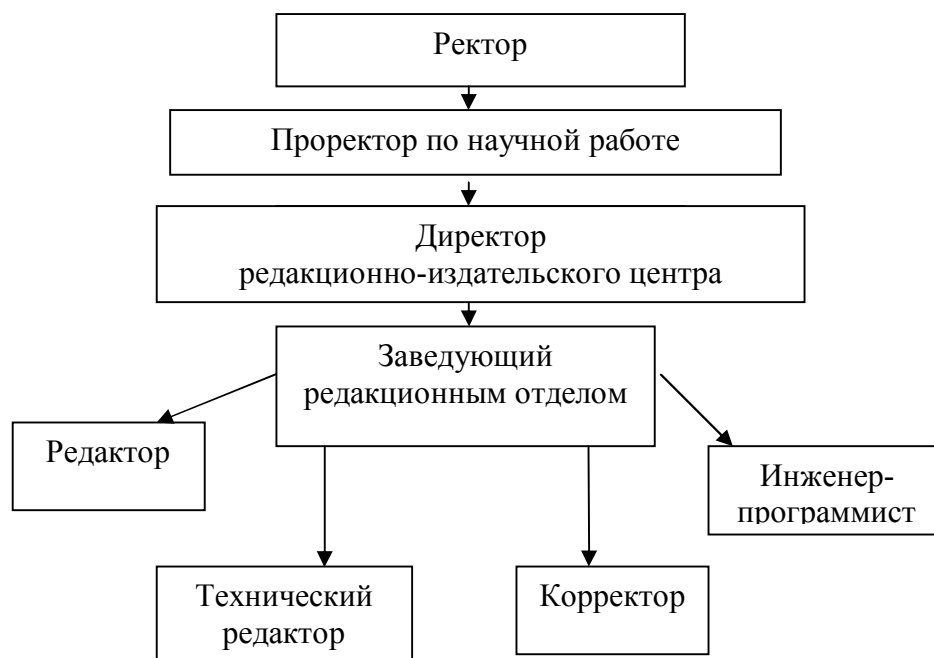 Ректор
Проректор по научной работе
Директор
редакционно-издательского центра
Заведующий
редакционным отделом
Редактор
Инженер-
программист
Технический
редактор
Корректор